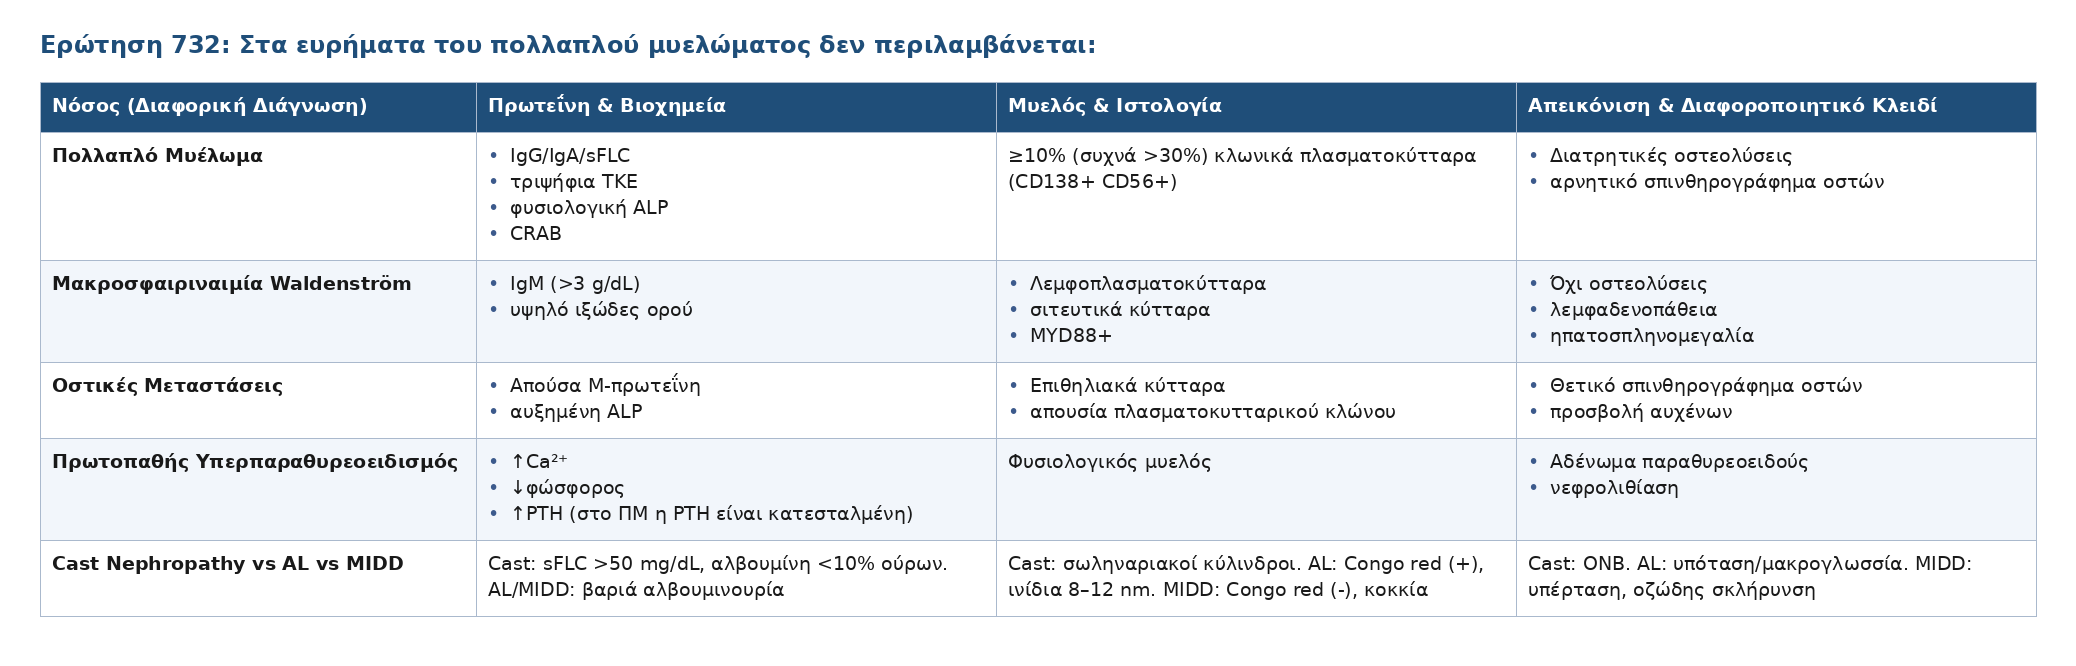 Ερώτηση 732: Στα ευρήματα του πολλαπλού μυελώματος δεν περιλαμβάνεται:
Νόσος (Διαφορική Διάγνωση)
Πρωτεΐνη & Βιοχημεία
Μυελός & Ιστολογία
Απεικόνιση & Διαφοροποιητικό Κλειδί
Πολλαπλό Μυέλωμα
• IgG/IgA/sFLC
• τριψήφια ΤΚΕ
• φυσιολογική ALP
• CRAB
≥10% (συχνά >30%) κλωνικά πλασματοκύτταρα
(CD138+ CD56+)
• Διατρητικές οστεολύσεις
• αρνητικό σπινθηρογράφημα οστών
Μακροσφαιριναιμία Waldenström
• IgM (>3 g/dL)
• υψηλό ιξώδες ορού
• Λεμφοπλασματοκύτταρα
• σιτευτικά κύτταρα
• MYD88+
• Όχι οστεολύσεις
• λεμφαδενοπάθεια
• ηπατοσπληνομεγαλία
Οστικές Μεταστάσεις
• Απούσα Μ-πρωτεΐνη
• αυξημένη ALP
• Επιθηλιακά κύτταρα
• απουσία πλασματοκυτταρικού κλώνου
• Θετικό σπινθηρογράφημα οστών
• προσβολή αυχένων
Πρωτοπαθής Υπερπαραθυρεοειδισμός
• ↑Ca²⁺
• ↓φώσφορος
• ↑PTH (στο ΠΜ η PTH είναι κατεσταλμένη)
Φυσιολογικός μυελός
• Αδένωμα παραθυρεοειδούς
• νεφρολιθίαση
Cast Nephropathy vs AL vs MIDD
Cast: sFLC >50 mg/dL, αλβουμίνη <10% ούρων.
AL/MIDD: βαριά αλβουμινουρία
Cast: σωληναριακοί κύλινδροι. AL: Congo red (+),
ινίδια 8–12 nm. MIDD: Congo red (-), κοκκία
Cast: ΟΝΒ. AL: υπόταση/μακρογλωσσία. MIDD:
υπέρταση, οζώδης σκλήρυνση